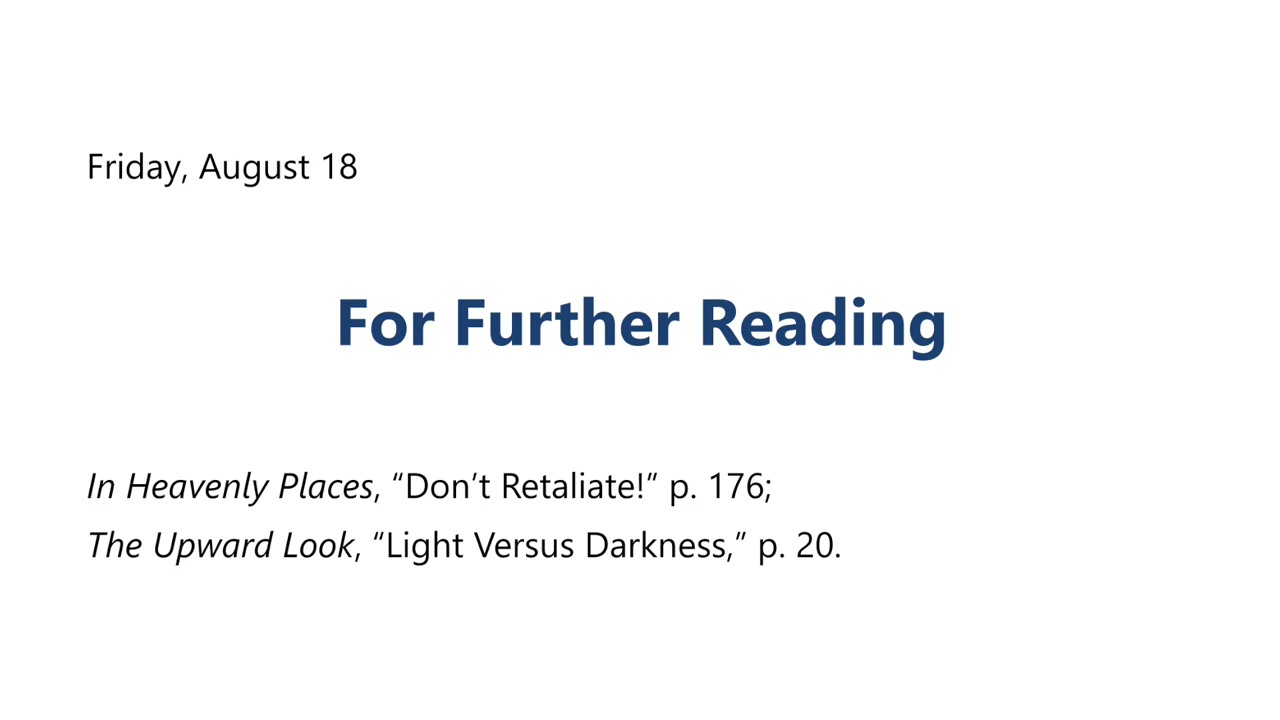 Friday, August 18
For Further Reading
In Heavenly Places, “Don’t Retaliate!” p. 176;
The Upward Look, “Light Versus Darkness,” p. 20.